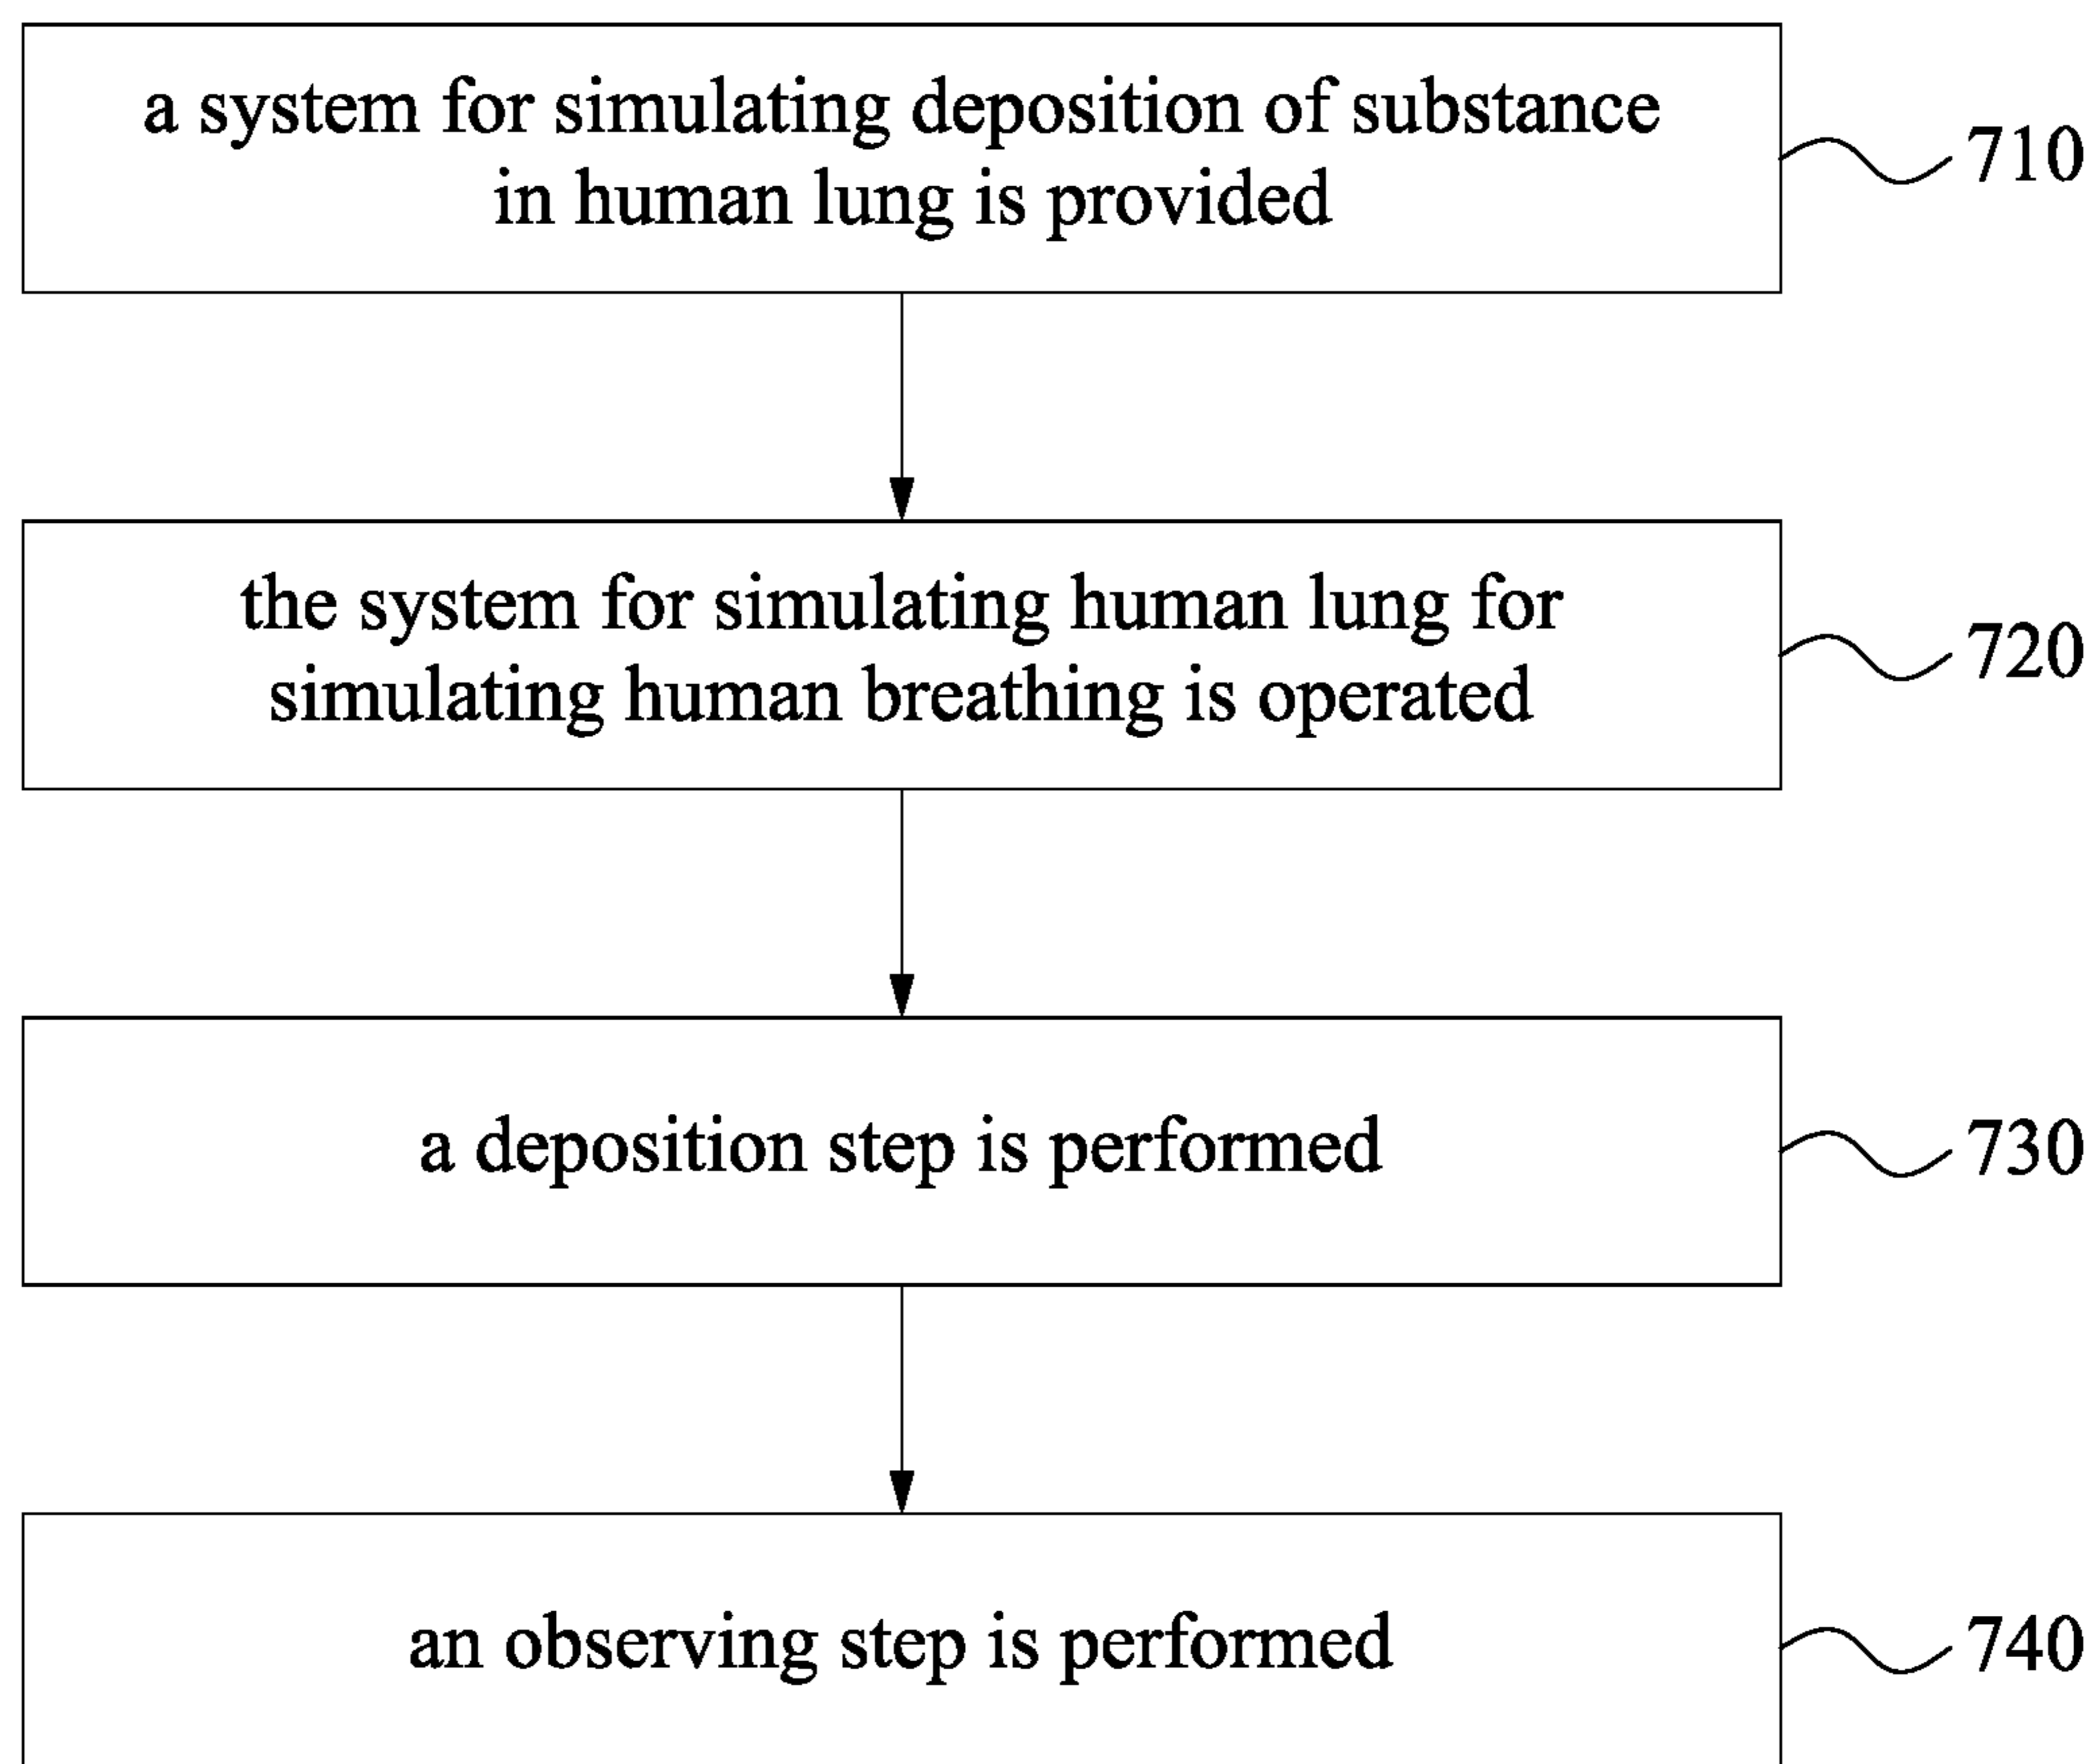 a system for simulating deposition of substance
in human lung is provided
710
the system for simulating human lung for
simulating human breathing is operated
720
a deposition step is performed
730
an observing step is performed
740